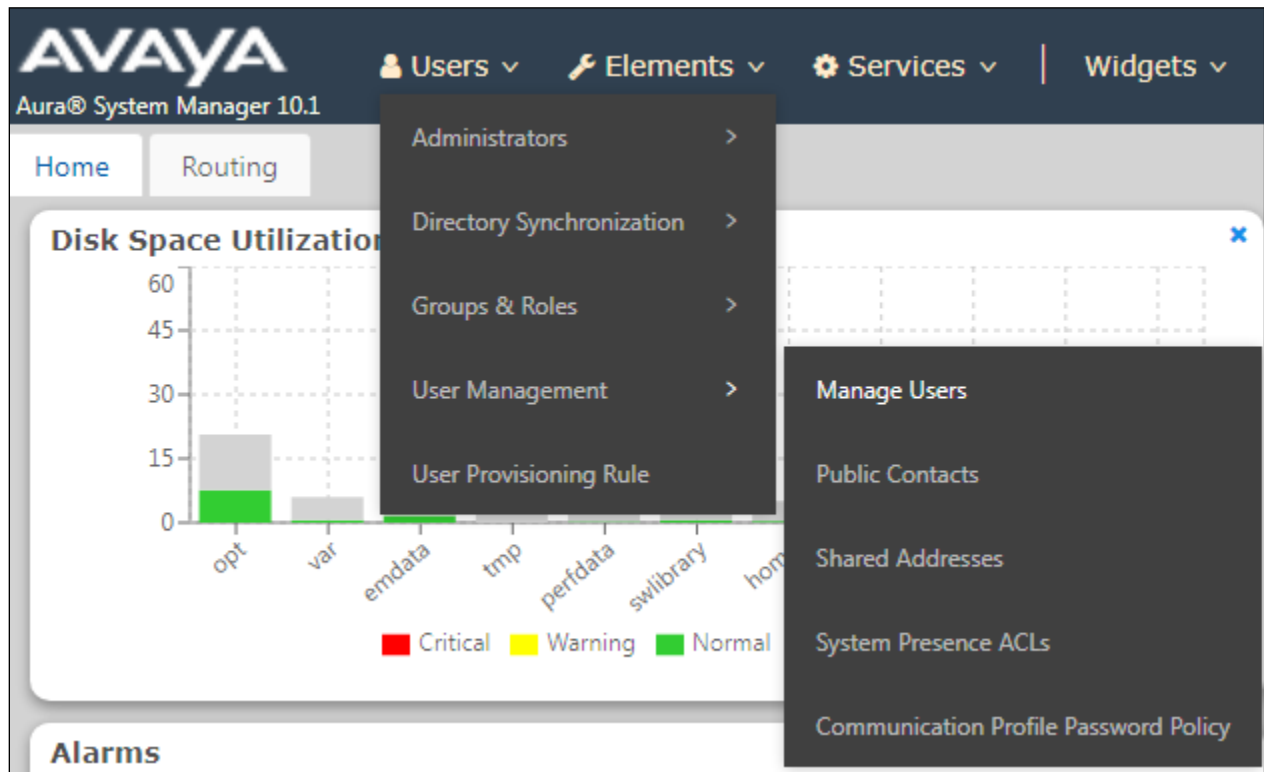 AVAYA
Aura® System Manager 10.1
Users
Elements
Services
Widgets
Home
Routing
Administrators
Directory Synchronization
Groups & Roles
User Management
User Provisioning Rule
Manage Users
Public Contacts
Shared Addresses
System Presence ACLs
Communication Profile Password Policy
Disk Space Utilization
60
45
30
15
0
opt
var
emdata
tmp
perfdata
swlibrary
Critical
Warning
Normal
Alarms